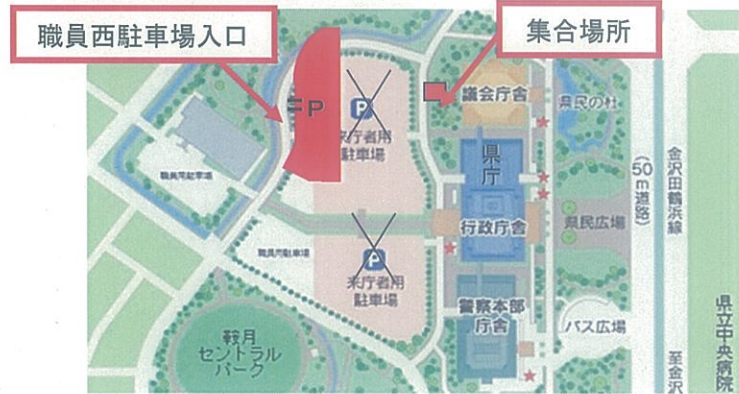 職員西駐車場入口
集合場所
P
P
来庁者用
駐車場
議会庁舎
県民の杜
県庁
職員用駐車場
行政庁舎
県民広場
(50m道路)
金沢田鶴浜線
職員用駐車場
P
来庁者用
駐車場
警察本部
庁舎
バス広場
鞍月
セントラル
パーク
至金沢
県立中央病院